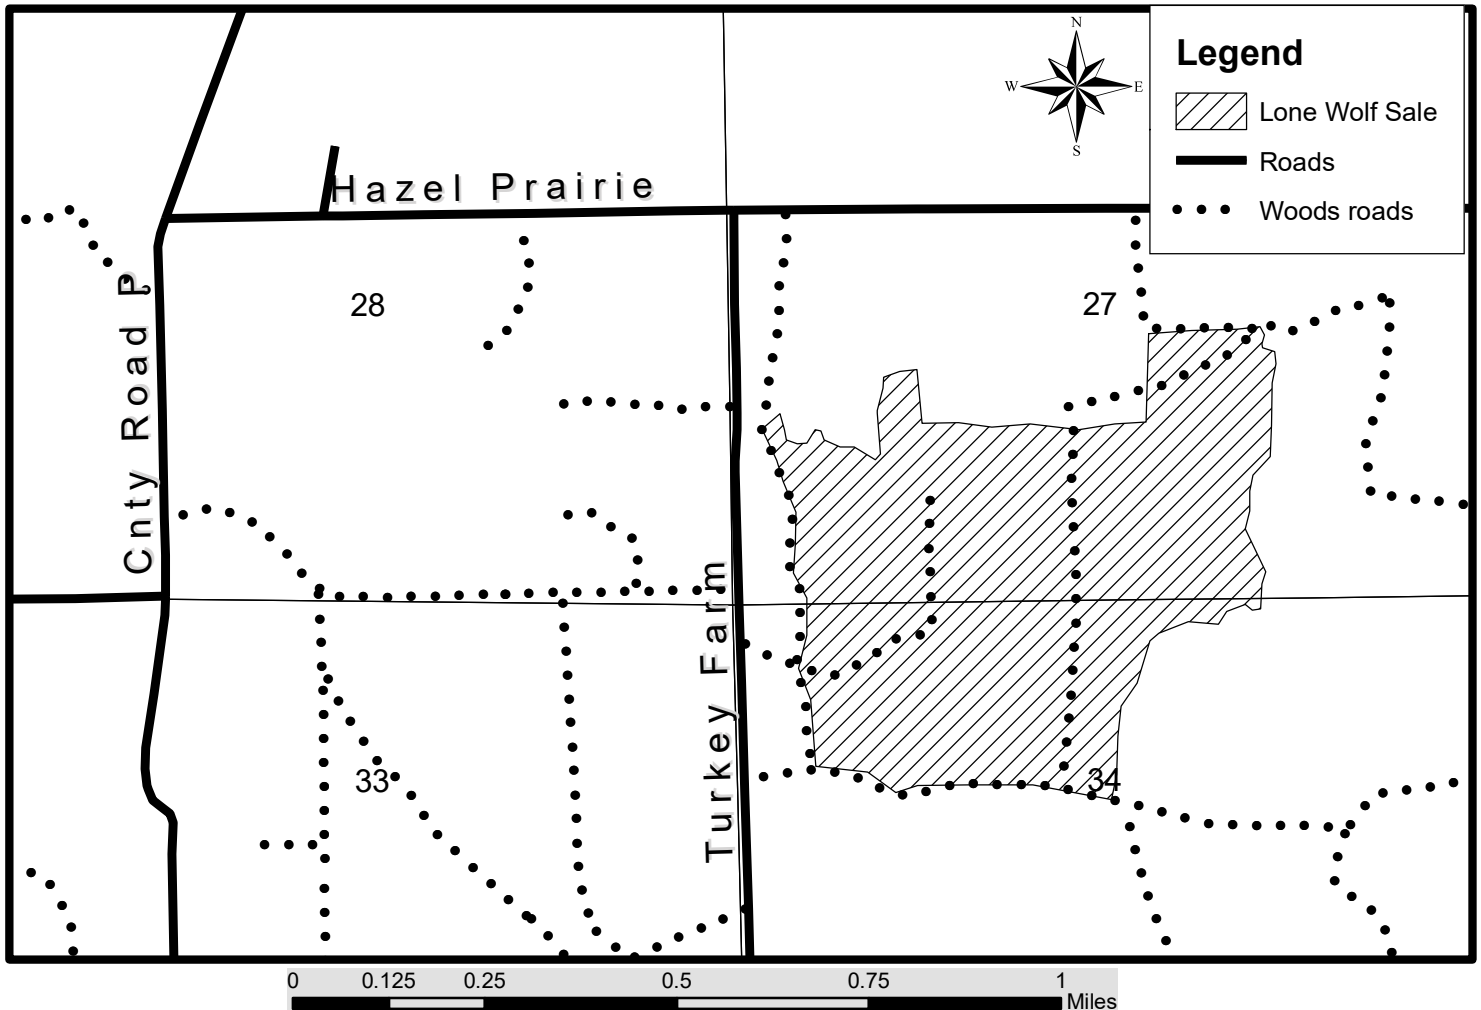 N
W E
S
Legend
Lone Wolf Sale
Roads
Woods roads
Hazel Prairie
28
27
Cnty Road P
Turkey Farm
33
34
0 0.125 0.25 0.5 0.75 1
Miles